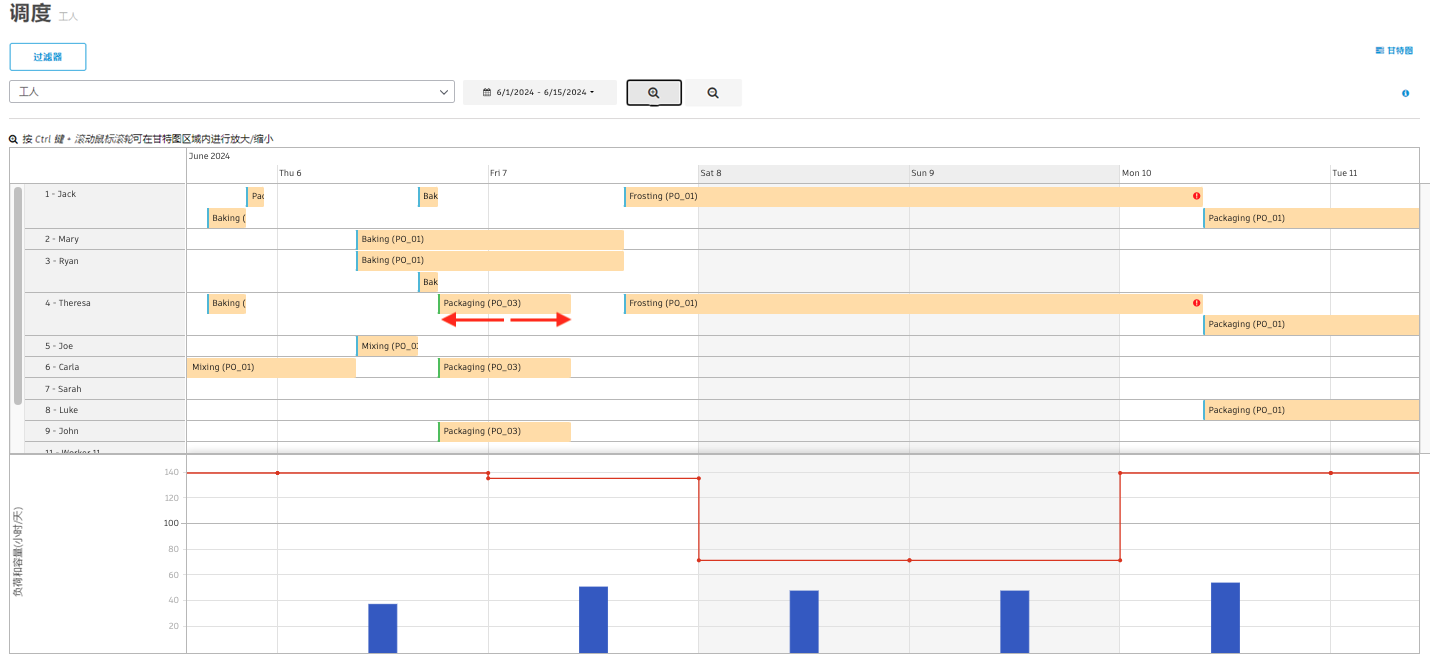 调度 工人
过滤器
甘特图
工人
6/1/2024 - 6/15/2024
按 Ctrl 键 + 滚动鼠标滚轮可在甘特图区域内进行放大/缩小
June 2024
Thu 6 Fri 7 Sat 8 Sun 9 Mon 10 Tue 11
1 - Jack Pac Bak Frosting (PO_01)
Baking ( Packaging (PO_01)
2 - Mary Baking (PO_01)
3 - Ryan Baking (PO_01)
Bak
4 - Theresa Baking ( Packaging (PO_03) Frosting (PO_01)
Packaging (PO_01)
5 - Joe Mixing (PO_0
6 - Carla Mixing (PO_01) Packaging (PO_03)
7 - Sarah
8 - Luke Packaging (PO_01)
9 - John Packaging (PO_03)
11 - Worker 11
负荷和容量(小时/天)
140
120
100
80
60
40
20